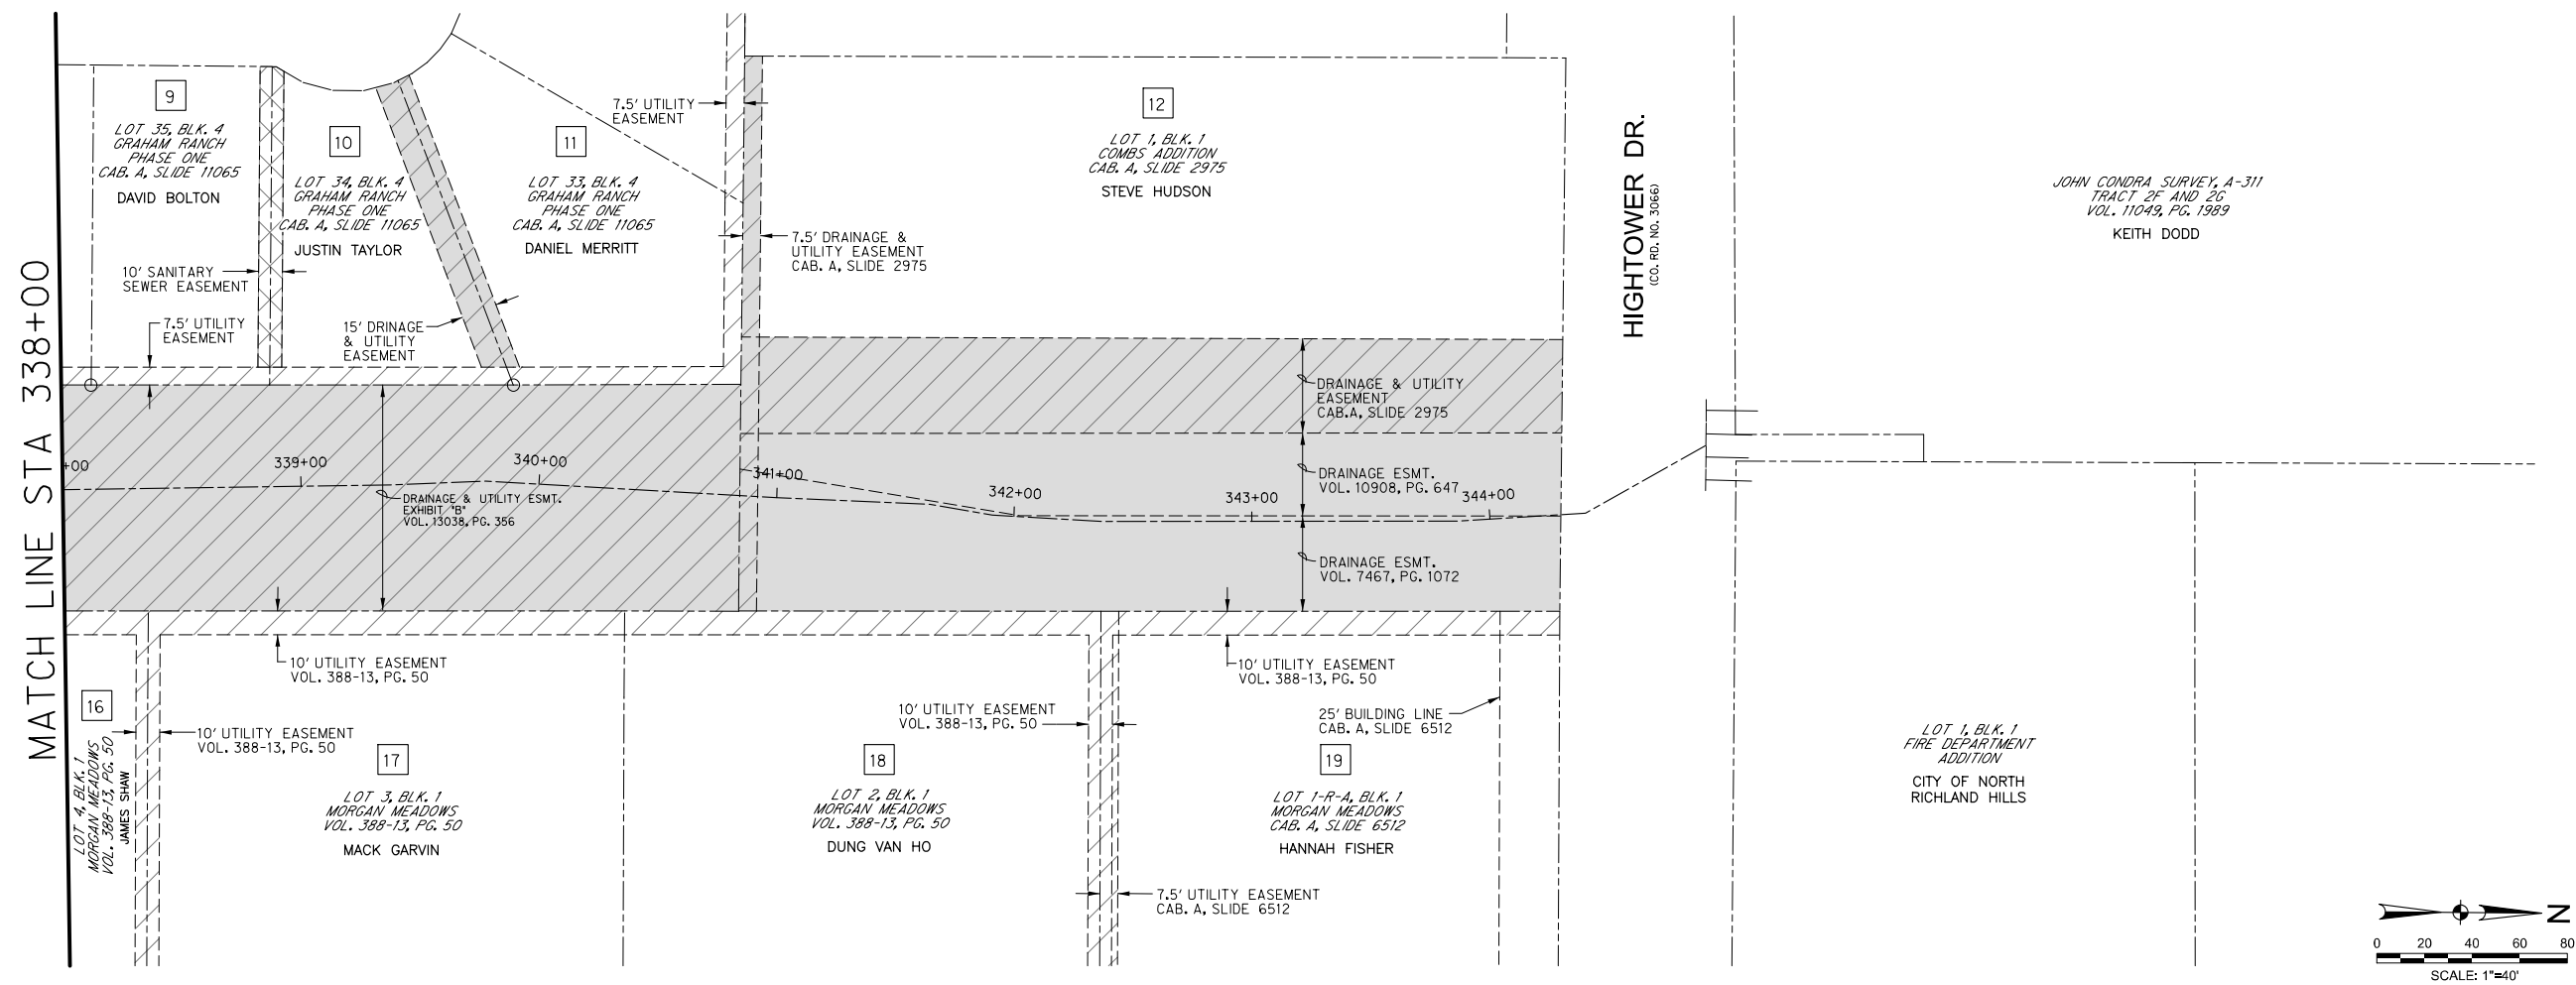 MATCH LINE STA 338+00
9
LOT 35, BLK. 4
GRAHAM RANCH
PHASE ONE
CAB. A, SLIDE 11065
DAVID BOLTON
10
LOT 34, BLK. 4
GRAHAM RANCH
PHASE ONE
CAB. A, SLIDE 11065
JUSTIN TAYLOR
11
LOT 33, BLK. 4
GRAHAM RANCH
PHASE ONE
CAB. A, SLIDE 11065
DANIEL MERRITT
7.5' UTILITY
EASEMENT
12
LOT 1, BLK. 1
COMBS ADDITION
CAB. A, SLIDE 2975
STEVE HUDSON
7.5' DRAINAGE &
UTILITY EASEMENT
CAB. A, SLIDE 2975
10' SANITARY
SEWER EASEMENT
7.5' UTILITY
EASEMENT
15' DRINAGE
& UTILITY
EASEMENT
HIGHTOWER DR.
(CO. RD. NO. 3066)
JOHN CONDRA SURVEY, A-311
TRACT 2F AND 2G
VOL. 11049, PG. 1989
KEITH DODD
DRAINAGE & UTILITY
EASEMENT
CAB.A, SLIDE 2975
+00
339+00
340+00
341+00
342+00
343+00
344+00
DRAINAGE & UTILITY ESMT.
EXHIBIT "B"
VOL. 13038, PG. 356
DRAINAGE ESMT.
VOL. 10908, PG. 647
DRAINAGE ESMT.
VOL. 7467, PG. 1072
10' UTILITY EASEMENT
VOL. 388-13, PG. 50
10' UTILITY EASEMENT
VOL. 388-13, PG. 50
10' UTILITY EASEMENT
VOL. 388-13, PG. 50
10' UTILITY EASEMENT
VOL. 388-13, PG. 50
25' BUILDING LINE
CAB. A, SLIDE 6512
16
LOT 4, BLK. 1
MORGAN MEADOWS
VOL. 388-13, PG. 50
JAMES SHAW
17
LOT 3, BLK. 1
MORGAN MEADOWS
VOL. 388-13, PG. 50
MACK GARVIN
18
LOT 2, BLK. 1
MORGAN MEADOWS
VOL. 388-13, PG. 50
DUNG VAN HO
19
LOT 1-R-A, BLK. 1
MORGAN MEADOWS
CAB. A, SLIDE 6512
HANNAH FISHER
7.5' UTILITY EASEMENT
CAB. A, SLIDE 6512
LOT 1, BLK. 1
FIRE DEPARTMENT
ADDITION
CITY OF NORTH
RICHLAND HILLS
N
0 20 40 60 80
SCALE: 1"=40'